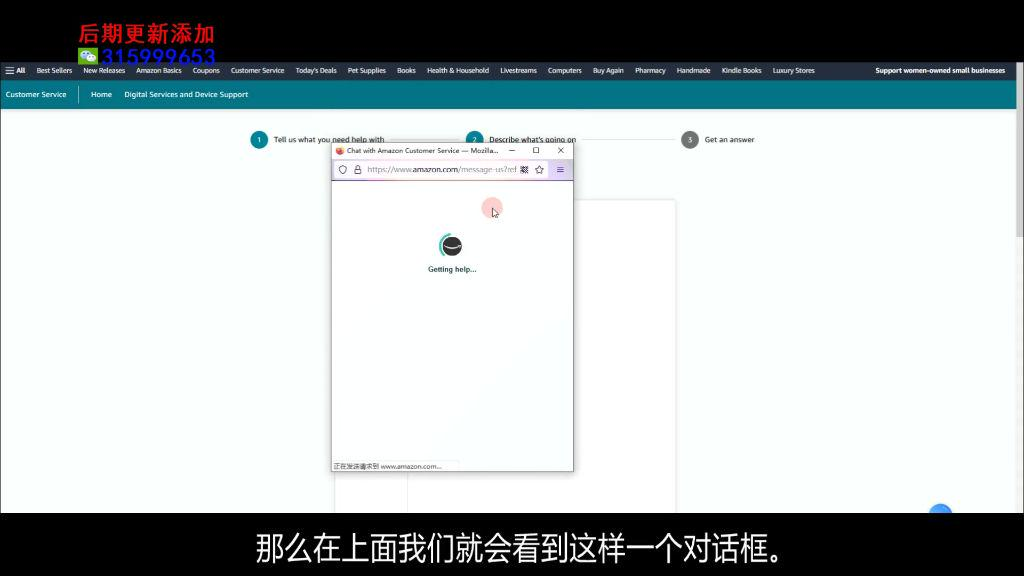 后期更新添加
315999653
All Best Sellers New Releases Amazon Basics Coupons Customer Service Today's Deals Pet Supplies Books Health & Household Livestreams Computers Buy Again Pharmacy Handmade Kindle Books Luxury Stores Support women-owned small businesses
Customer Service Home Digital Services and Device Support
1 Tell us what you need help with 2 Describe what's going on 3 Get an answer
Chat with Amazon Customer Service — Mozilla...
https://www.amazon.com/message-us?ref
Getting help...
正在发送请求到 www.amazon.com...
那么在上面我们就会看到这样一个对话框。